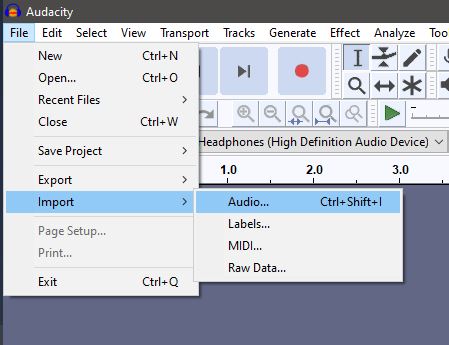 Audacity
File Edit Select View Transport Tracks Generate Effect Analyze Too
New Ctrl+N
Open... Ctrl+O
Recent Files
Close Ctrl+W
Save Project
Export
Import
Page Setup...
Print...
Exit Ctrl+Q
Headphones (High Definition Audio Device)
1.0 2.0 3.0
Audio... Ctrl+Shift+I
Labels...
MIDI...
Raw Data...